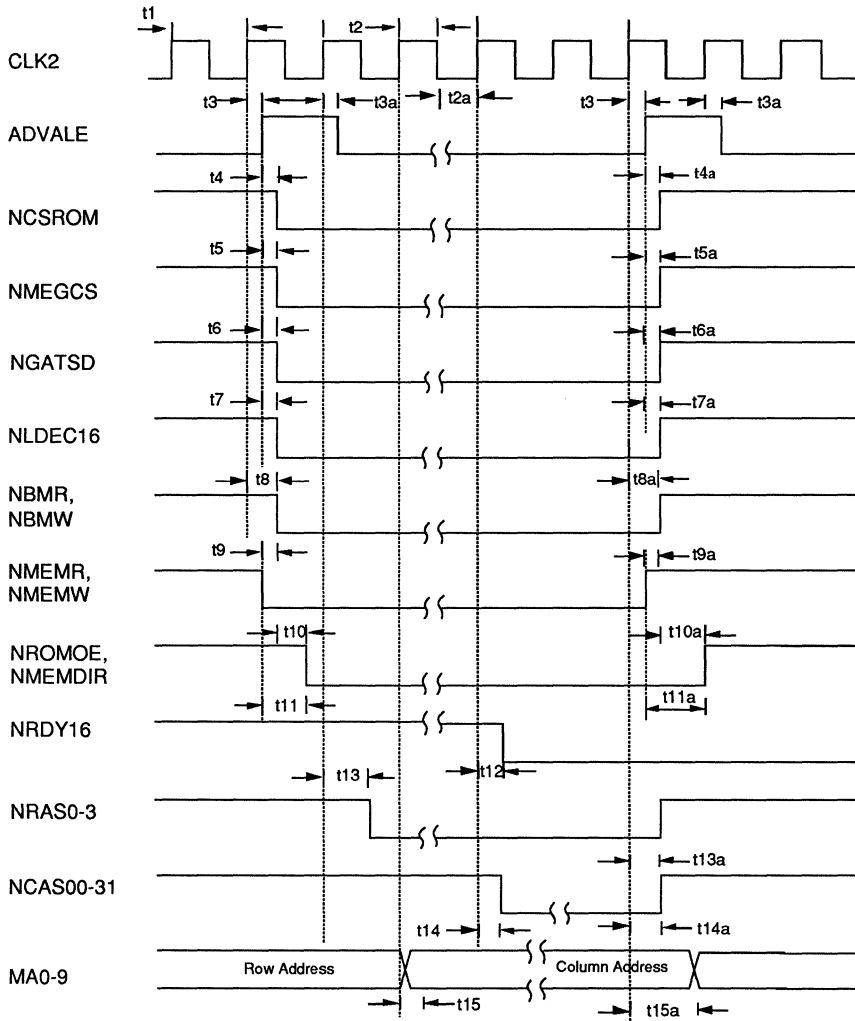 t1
t2
CLK2
t3
t3a
t2a
t3
t3a
ADVALE
t4
t4a
NCSROM
t5
t5a
NMEGCS
t6
t6a
NGATSD
t7
t7a
NLDEC16
t8
t8a
NBMR,
NBMW
t9
t9a
NMEMR,
NMEMW
t10
t10a
NROMOE,
NMEMDIR
t11
t11a
NRDY16
t12
t13
NRAS0-3
t13a
NCAS00-31
t14
t14a
Row Address
Column Address
MA0-9
t15
t15a